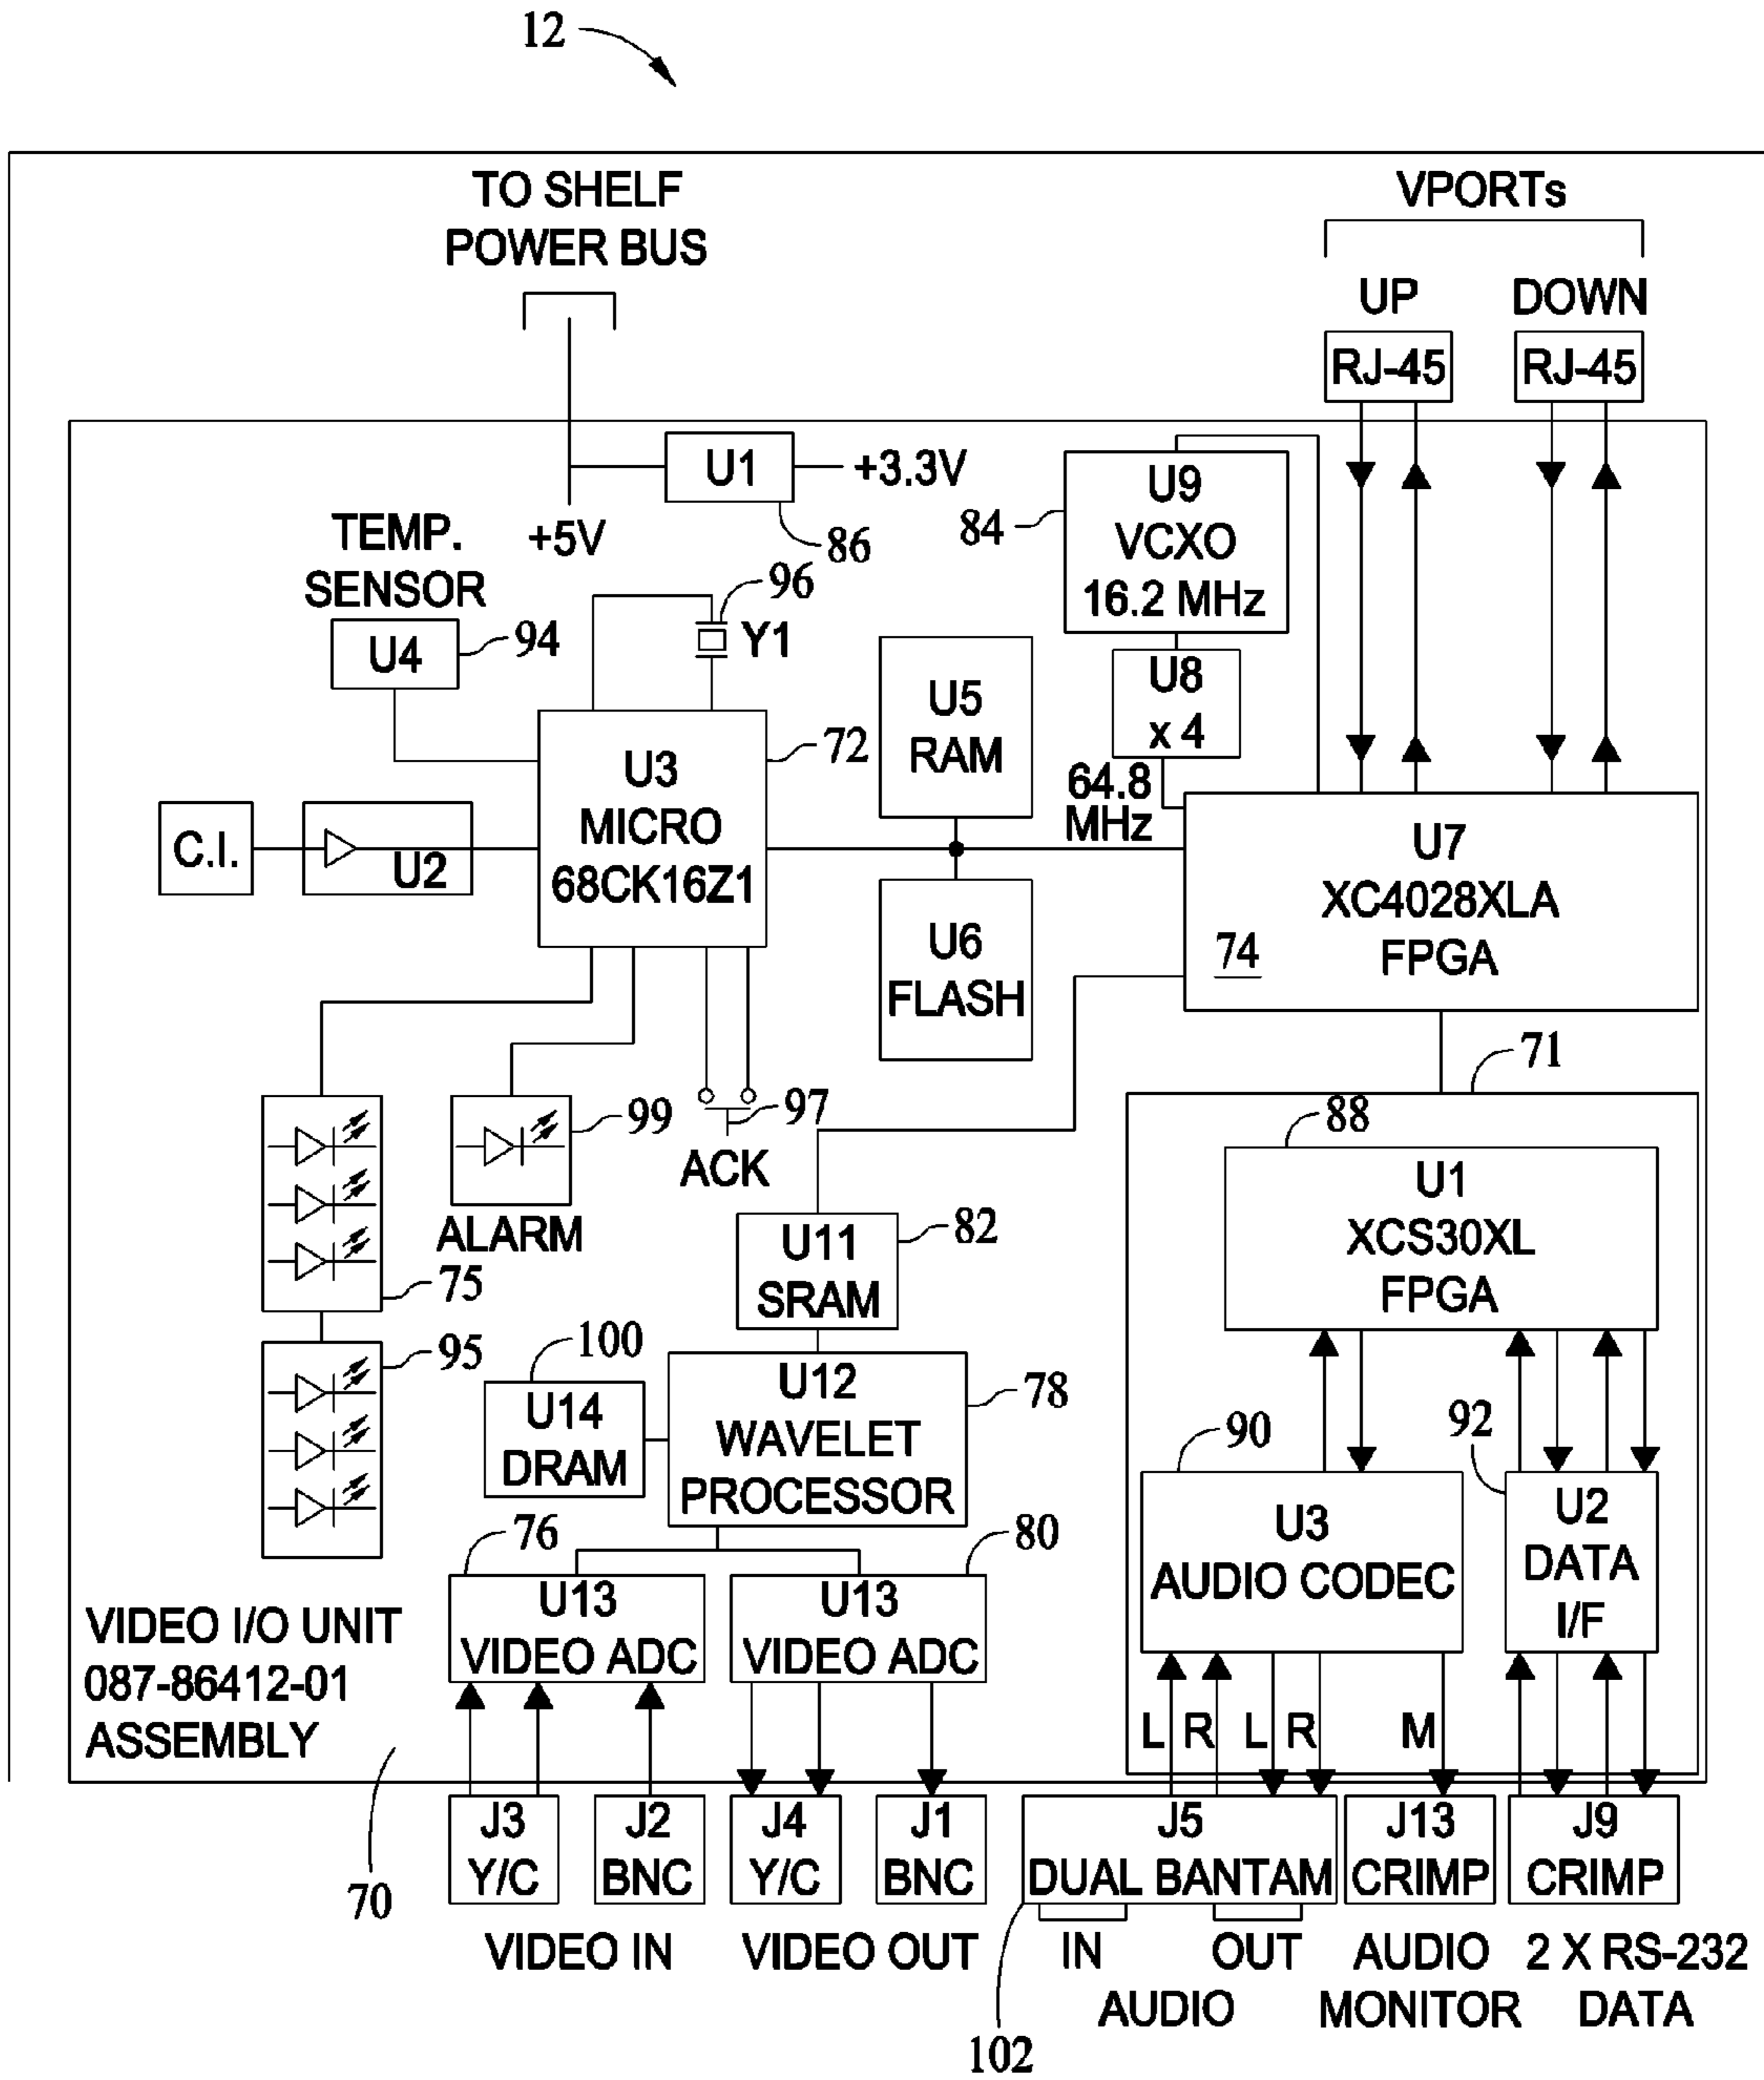 12
TO SHELF
POWER BUS
VPORTs
UP
DOWN
RJ-45
RJ-45
U1
+3.3V
86
+5V
TEMP.
SENSOR
U4
94
96
Y1
84
U9
VCXO
16.2 MHz
U8
x 4
64.8
MHz
C.I.
U2
U3
MICRO
68CK16Z1
72
U5
RAM
U6
FLASH
U7
XC4028XLA
FPGA
74
71
75
95
99
ALARM
97
ACK
U11
SRAM
82
100
U14
DRAM
U12
WAVELET
PROCESSOR
78
76
U13
VIDEO ADC
80
U13
VIDEO ADC
88
U1
XCS30XL
FPGA
90
U3
AUDIO CODEC
92
U2
DATA
I/F
L R L R M
VIDEO I/O UNIT
087-86412-01
ASSEMBLY
70
J3
Y/C
J2
BNC
J4
Y/C
J1
BNC
J5
DUAL BANTAM
J13
CRIMP
J9
CRIMP
VIDEO IN
VIDEO OUT
IN
OUT
AUDIO
AUDIO
MONITOR
2 X RS-232
DATA
102